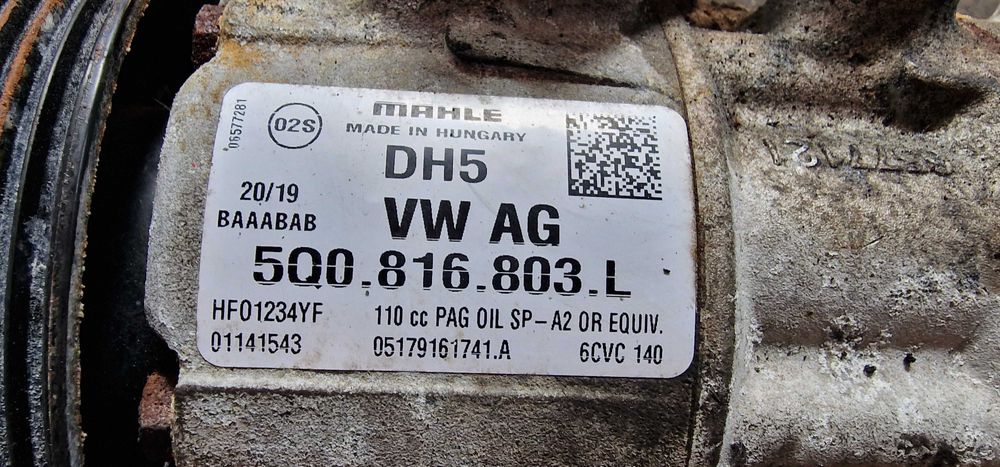 06577281
02S
MAHLE
MADE IN HUNGARY
DH5
20/19
BAAABAB
VW AG
5Q0.816.803.L
HFO1234YF
110 cc PAG OIL SP-A2 OR EQUIV.
01141543
05179161741.A
6CVC 140